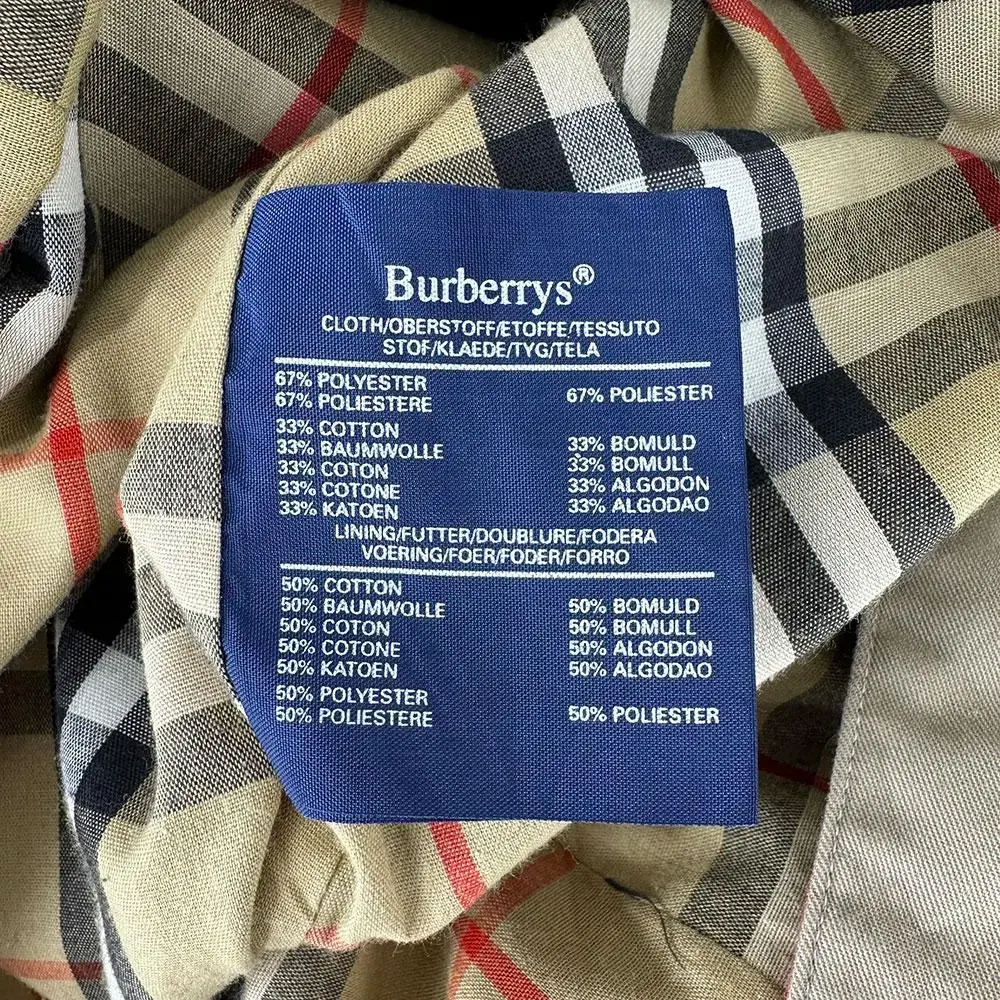 Burberrys®
CLOTH/OBERSTOFF/ETOFFE/TESSUTO
STOF/KLAEDE/TYG/TELA
67% POLYESTER
67% POLIESTERE 67% POLIESTER
33% COTTON
33% BAUMWOLLE 33% BOMULD
33% COTON 33% BOMULL
33% COTONE 33% ALGODON
33% KATOEN 33% ALGODAO
LINING/FUTTER/DOUBLURE/FODERA
VOERING/FOER/FODER/FORRO
50% COTTON
50% BAUMWOLLE 50% BOMULD
50% COTON 50% BOMULL
50% COTONE 50% ALGODON
50% KATOEN 50% ALGODAO
50% POLYESTER
50% POLIESTERE 50% POLIESTER